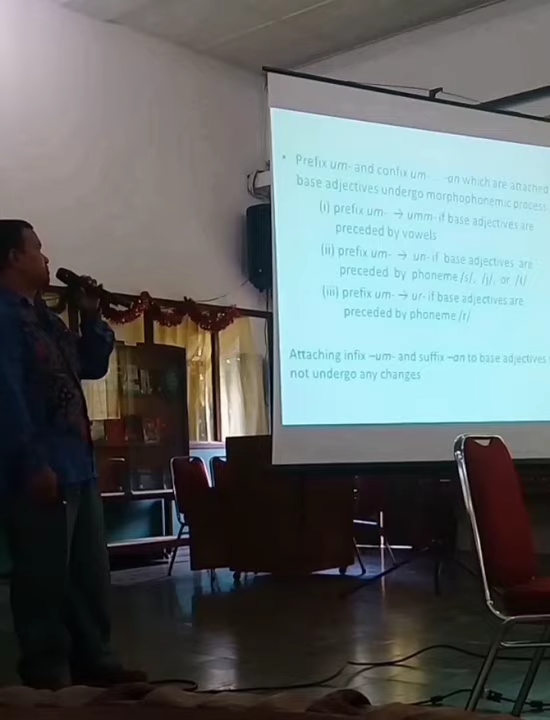 • Prefix um- and confix um-...-on which are attached
base adjectives undergo morphophonemic process
(i) prefix um- → umm- if base adjectives are
preceded by vowels
(ii) prefix um- → un- if base adjectives are
preceded by phoneme /s/, /j/, or /t/
(iii) prefix um- → ur- if base adjectives are
preceded by phoneme /r/
Attaching infix –um- and suffix –on to base adjectives
not undergo any changes